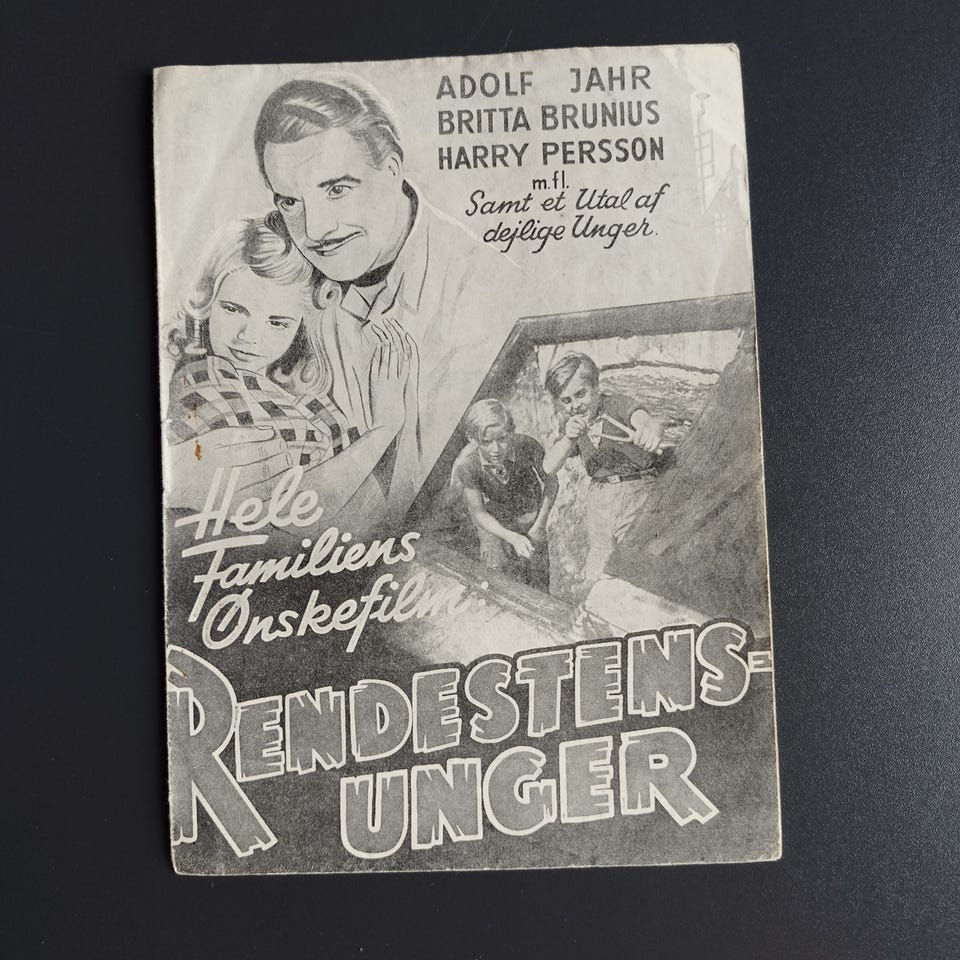 ADOLF JAHR
BRITTA BRUNIUS
HARRY PERSSON
m.fl.
Samt et Utal af
dejlige Unger.
Hele
Familiens
Ønskefilm:
RENDESTENS-
UNGER